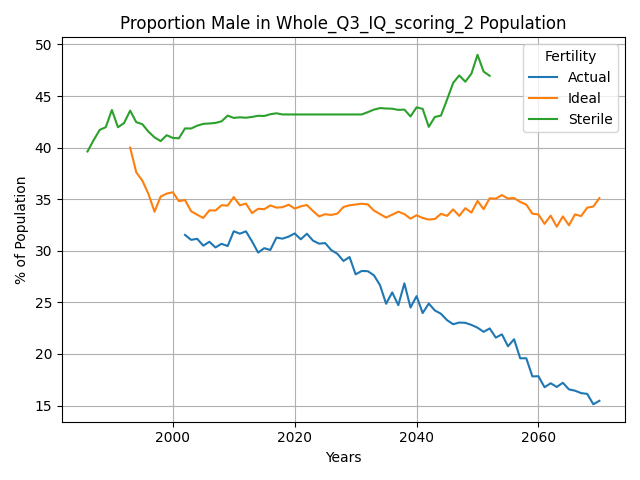 Proportion Male in Whole_Q3_IQ_scoring_2 Population
% of Population
50
45
40
35
30
25
20
15
Fertility
Actual
Ideal
Sterile
2000
2020
2040
2060
Years